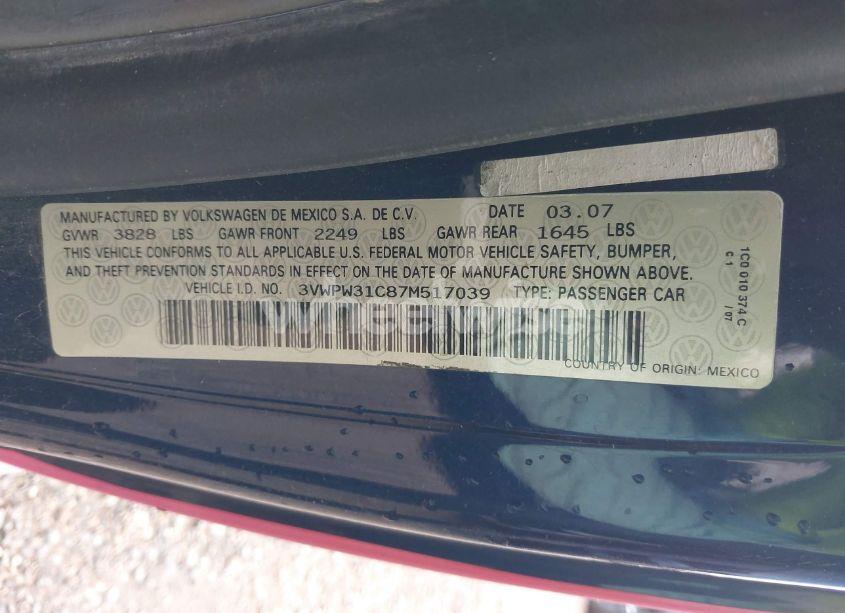 MANUFACTURED BY VOLKSWAGEN DE MEXICO S.A. DE C.V. DATE 03.07
GVWR 3828 LBS GAWR FRONT 2249 LBS GAWR REAR 1645 LBS
THIS VEHICLE CONFORMS TO ALL APPLICABLE U.S. FEDERAL MOTOR VEHICLE SAFETY, BUMPER,
AND THEFT PREVENTION STANDARDS IN EFFECT ON THE DATE OF MANUFACTURE SHOWN ABOVE.
VEHICLE I.D. NO. 3VWPW31C87M517039 TYPE: PASSENGER CAR
COUNTRY OF ORIGIN: MEXICO
1C0 010 374 C
C 1 / 07